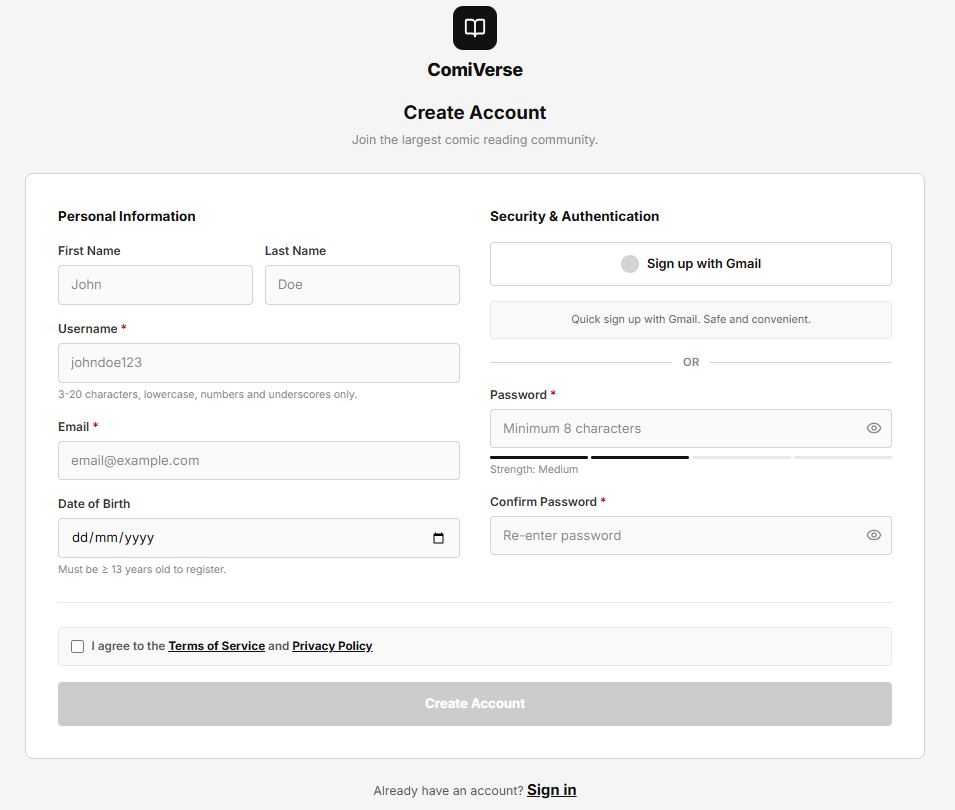 ComiVerse
Create Account
Join the largest comic reading community.
Personal Information
First Name
Last Name
John
Doe
Username *
johndoe123
3-20 characters, lowercase, numbers and underscores only.
Email *
email@example.com
Date of Birth
dd/mm/yyyy
Must be ≥ 13 years old to register.
Security & Authentication
Sign up with Gmail
Quick sign up with Gmail. Safe and convenient.
OR
Password *
Minimum 8 characters
Strength: Medium
Confirm Password *
Re-enter password
I agree to the Terms of Service and Privacy Policy
Create Account
Already have an account? Sign in